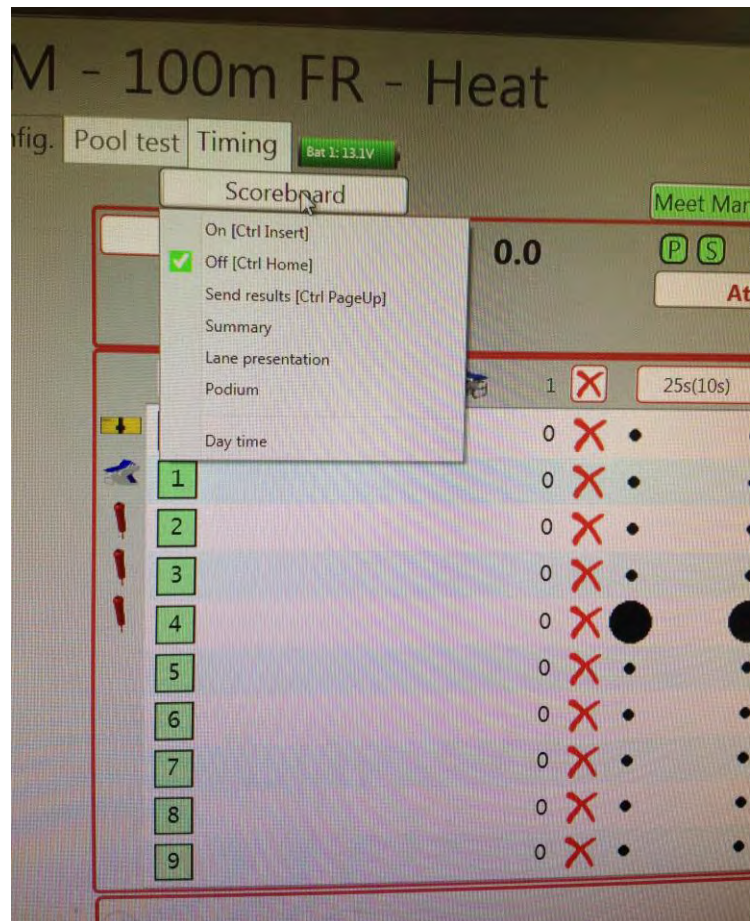 M - 100m FR - Heat
nfig. Pool test Timing Bat 1: 13.1V
Scoreboard
Meet Man
On [Ctrl Insert]
0.0 P S
Off [Ctrl Home]
Send results [Ctrl PageUp]
At
Summary
Lane presentation
Podium
1 25s(10s)
Day time
0
1 0
2 0
3 0
4 0
5 0
6 0
7 0
8 0
9 0